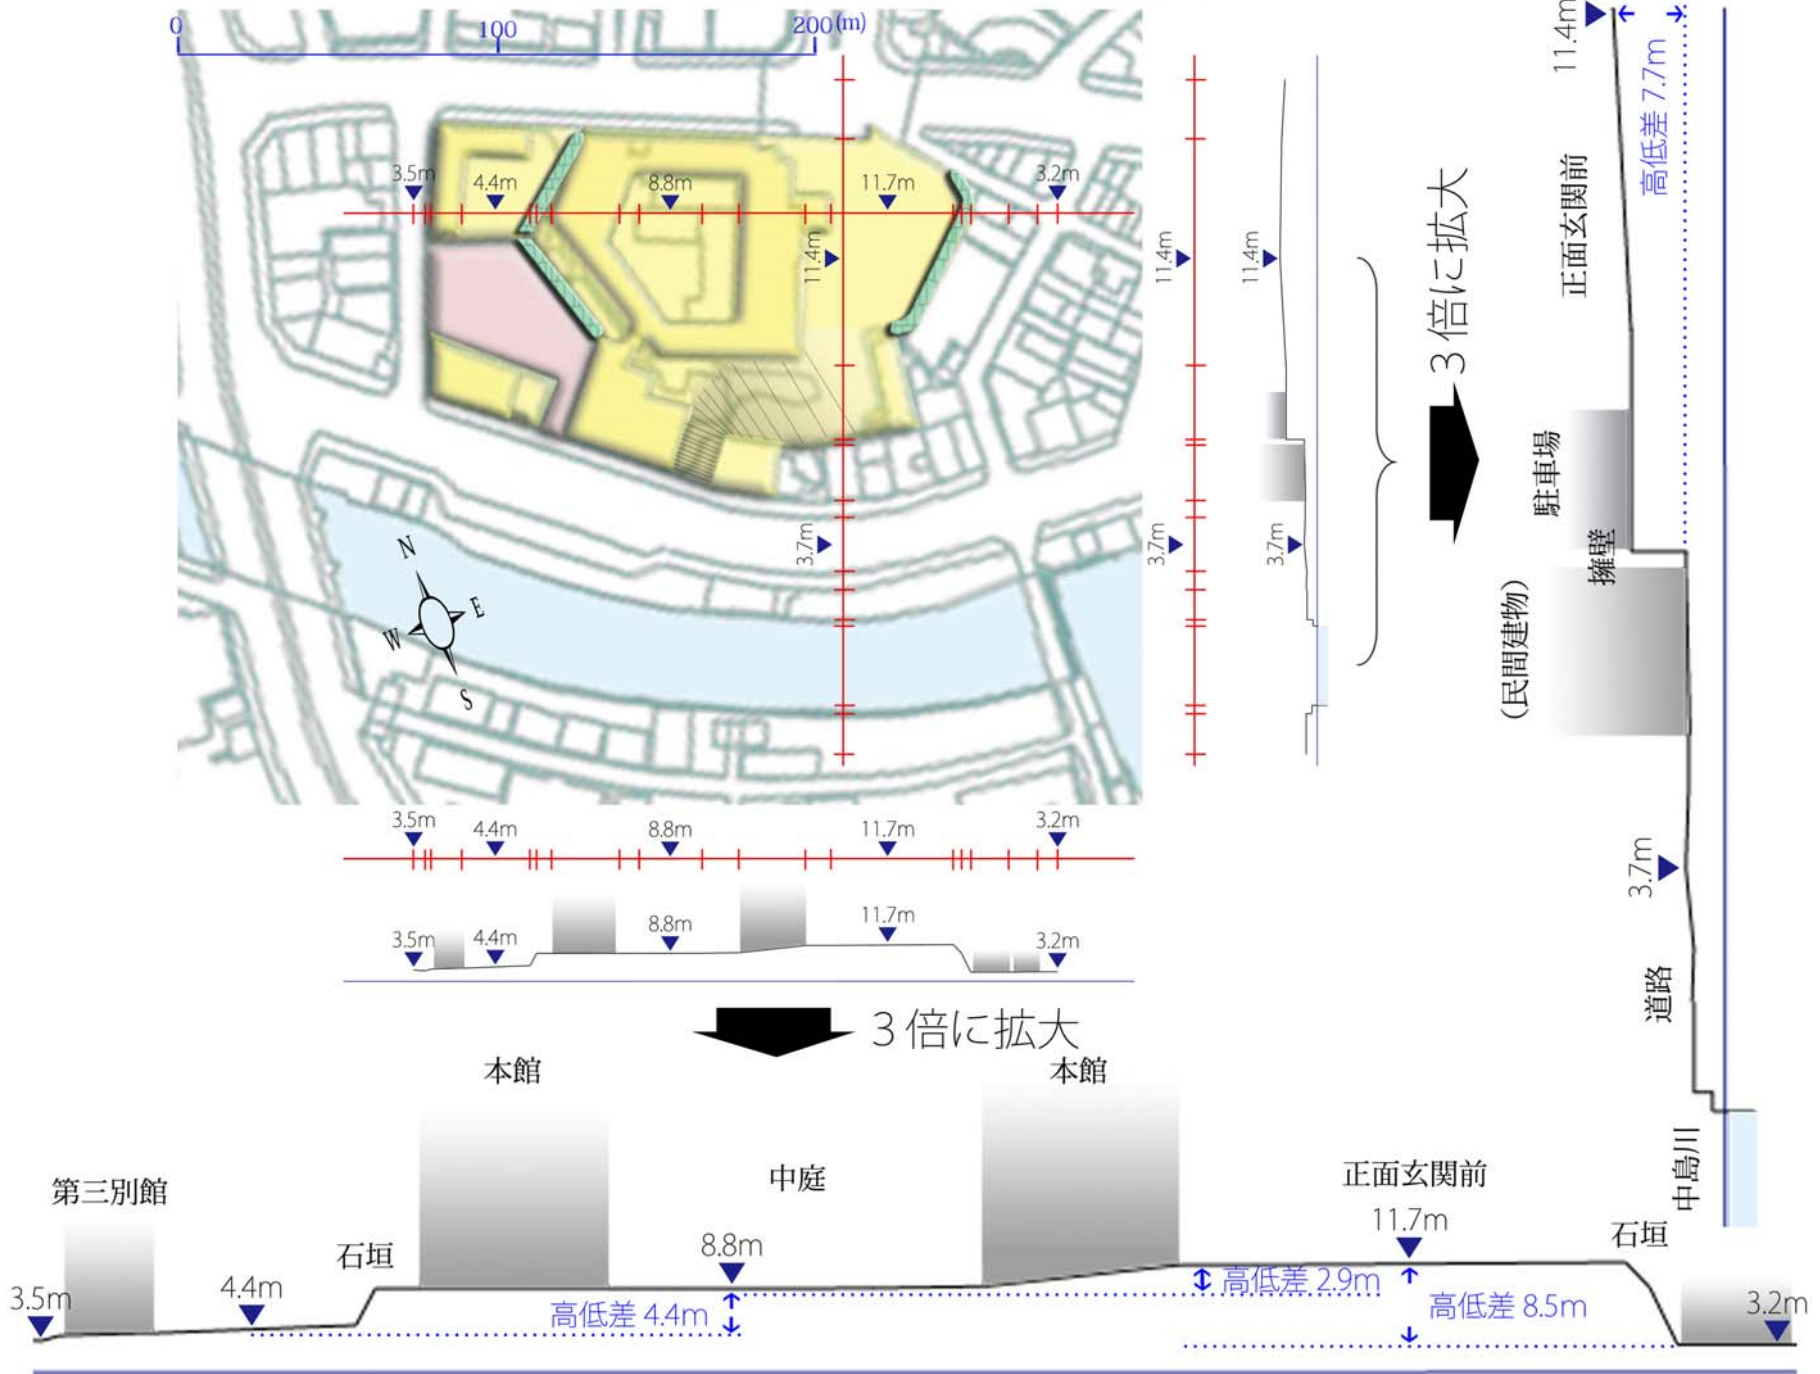 0
100
200(m)
3.5m
4.4m
8.8m
11.7m
3.2m
11.4m
3.7m
N
E
W
S
11.4m
3.7m
11.4m
3.7m
3倍に拡大
11.4m
高低差 7.7m
正面玄関前
駐車場
擁壁
(民間建物)
3.7m
道路
中島川
3.5m
4.4m
8.8m
11.7m
3.2m
3.5m
4.4m
8.8m
11.7m
3.2m
3倍に拡大
本館
本館
第三別館
中庭
正面玄関前
石垣
石垣
3.5m
4.4m
8.8m
11.7m
3.2m
高低差 4.4m
高低差 2.9m
高低差 8.5m